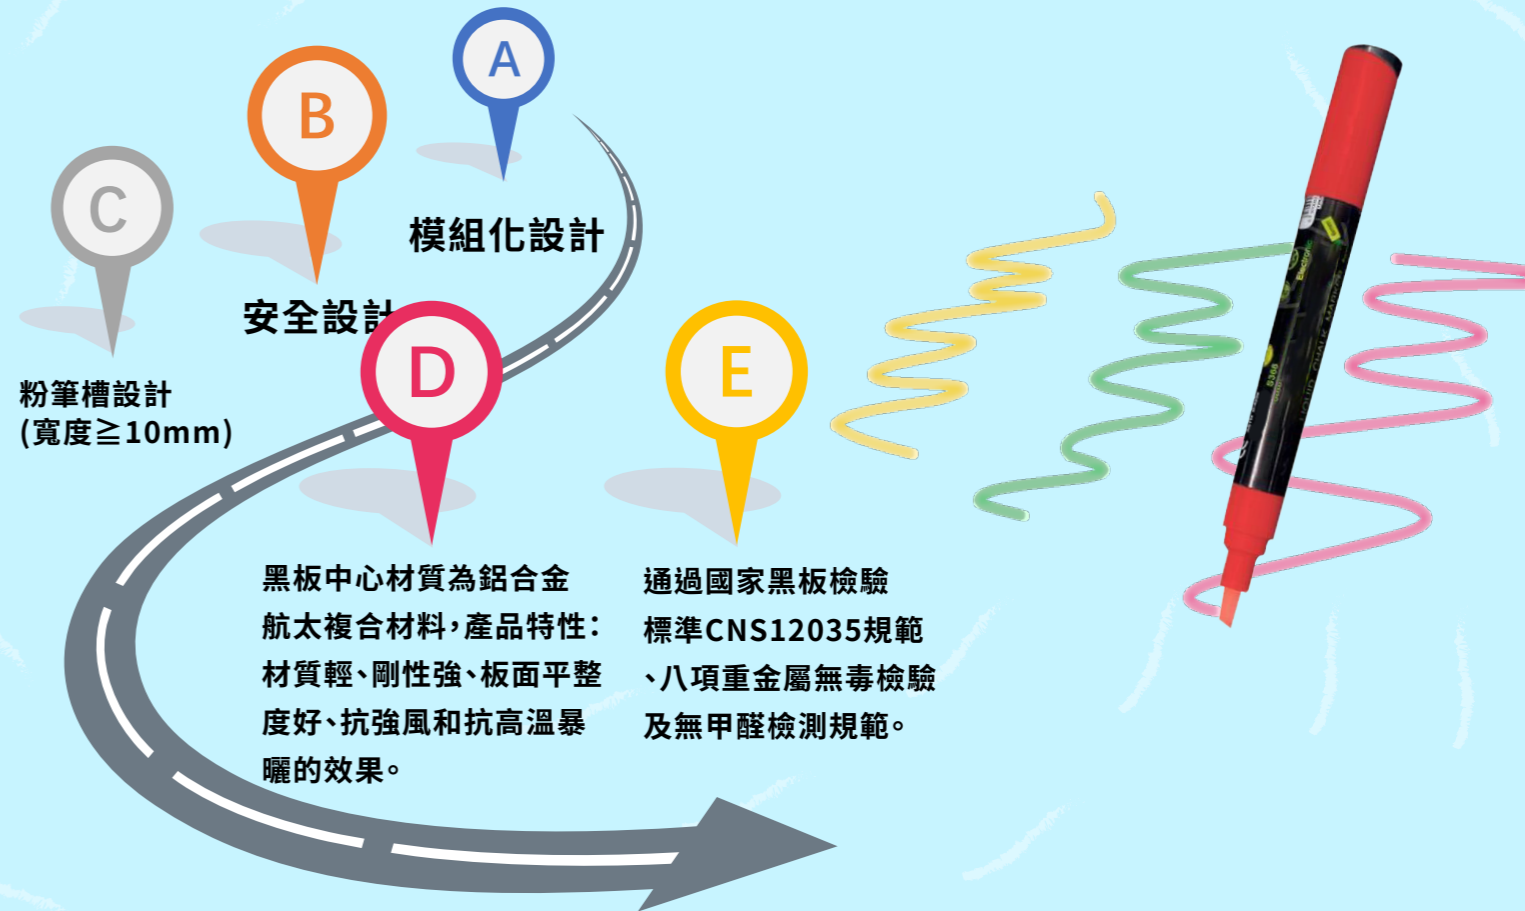 A
模組化設計
B
安全設計
C
粉筆槽設計
(寬度≧10mm)
D
黑板中心材質為鋁合金
航太複合材料，產品特性：
材質輕、剛性強、板面平整
度好、抗強風和抗高溫暴
曬的效果。
E
通過國家黑板檢驗
標準CNS12035規範
、八項重金屬無毒檢驗
及無甲醛檢測規範。
Electronic
S368
LIQUID CHALK MARKER